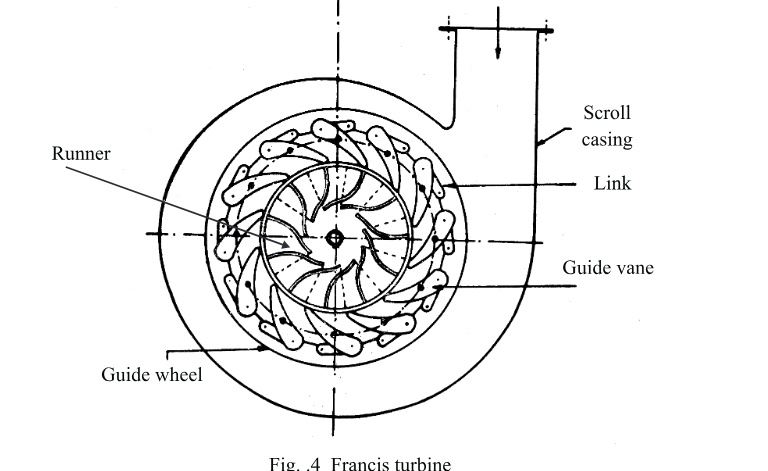 Scroll
casing
Runner
Link
Guide vane
Guide wheel
Fig. .4 Francis turbine